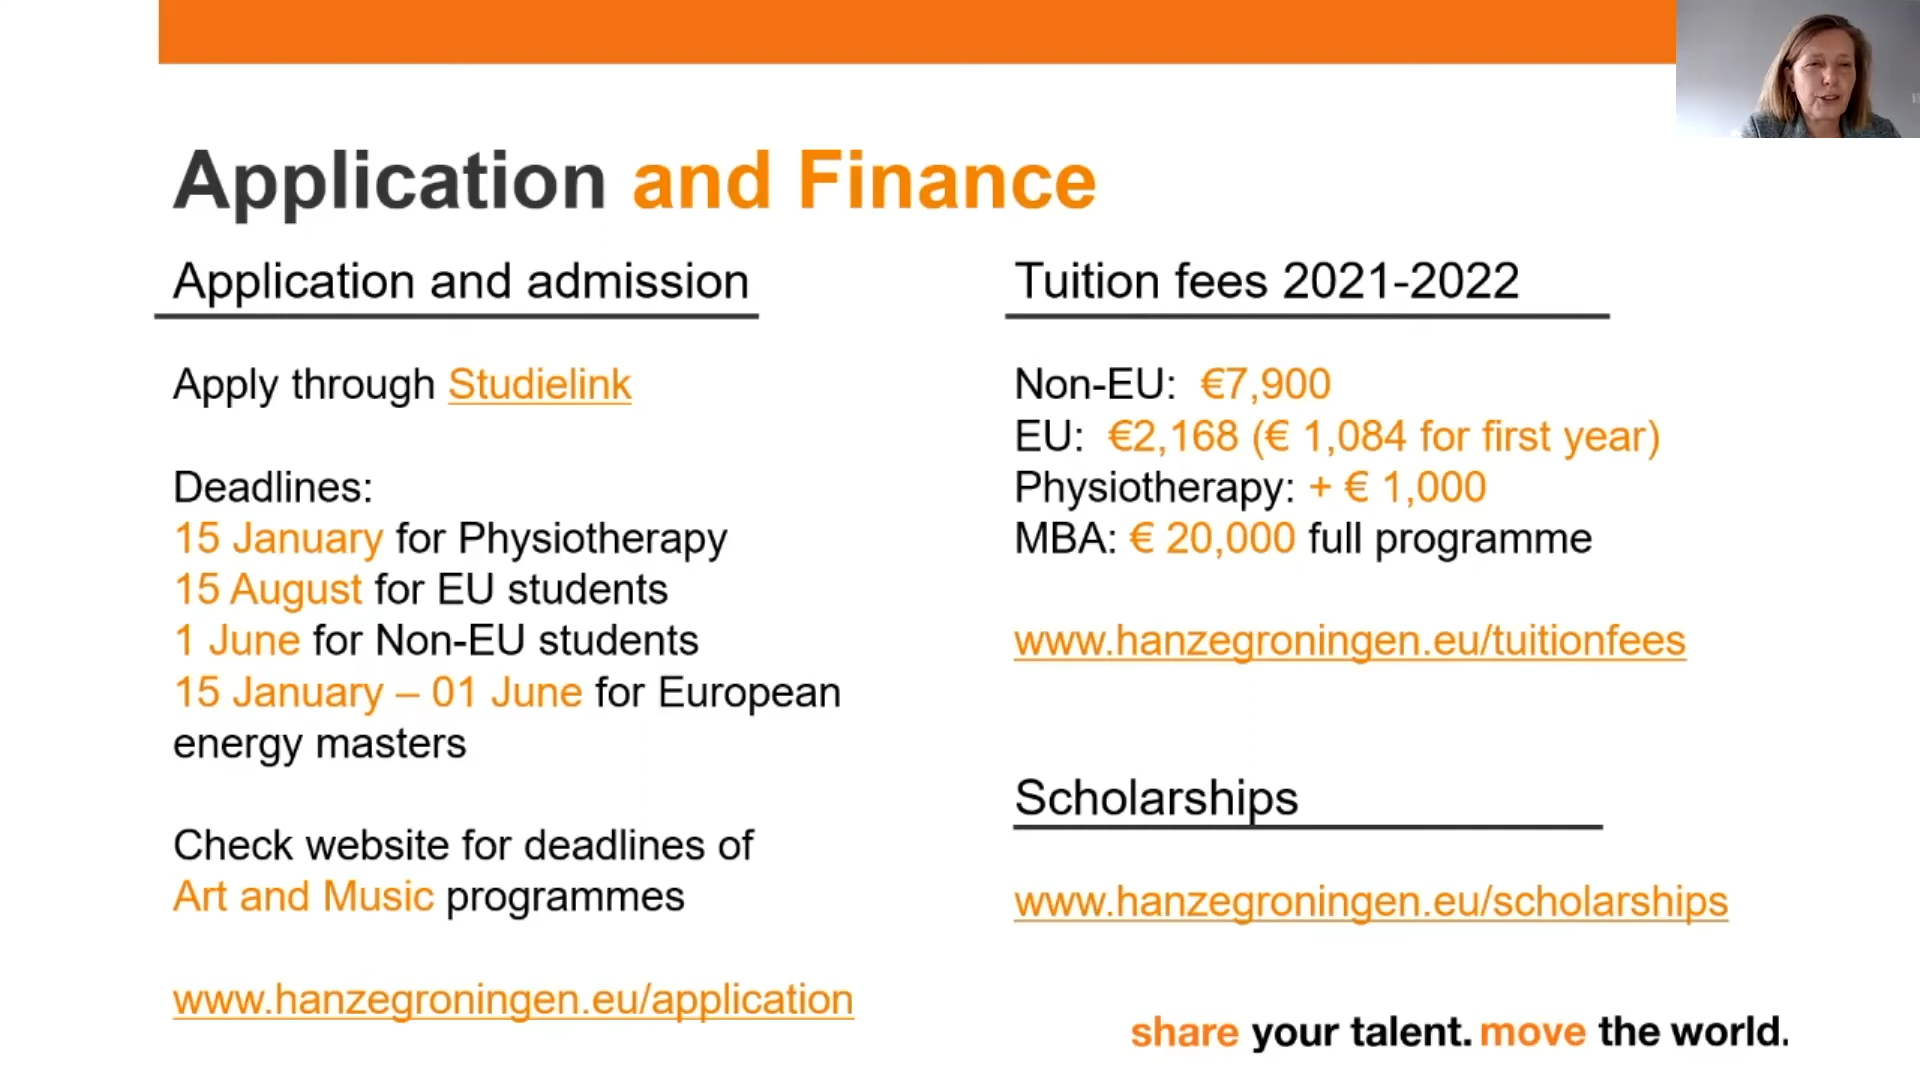 Application and Finance
Application and admission
Apply through Studielink
Deadlines:
15 January for Physiotherapy
15 August for EU students
1 June for Non-EU students
15 January – 01 June for European
energy masters
Check website for deadlines of
Art and Music programmes
www.hanzegroningen.eu/application
Tuition fees 2021-2022
Non-EU: €7,900
EU: €2,168 (€ 1,084 for first year)
Physiotherapy: + € 1,000
MBA: € 20,000 full programme
www.hanzegroningen.eu/tuitionfees
Scholarships
www.hanzegroningen.eu/scholarships
share your talent. move the world.